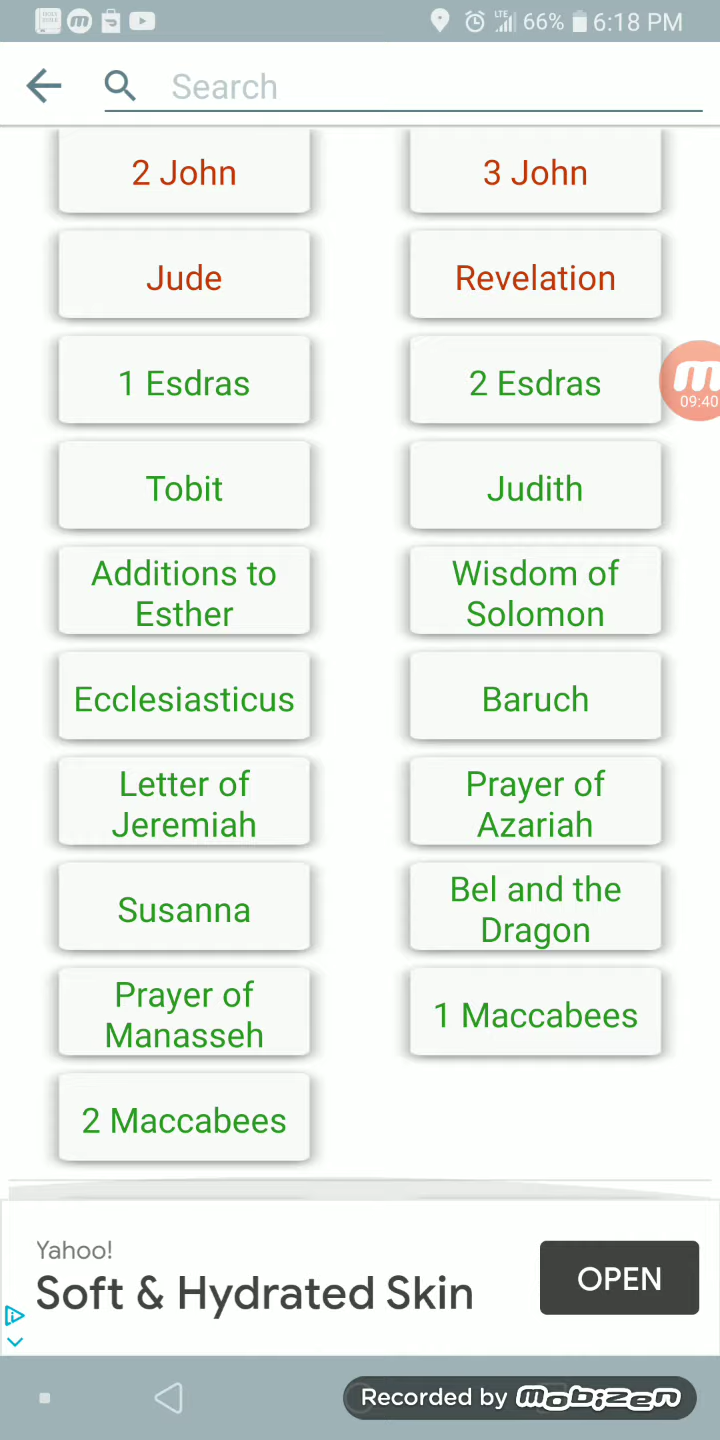 LTE 66% 6:18 PM
Search
2 John
3 John
Jude
Revelation
1 Esdras
2 Esdras
m
09:40
Tobit
Judith
Additions to
Esther
Wisdom of
Solomon
Ecclesiasticus
Baruch
Letter of
Jeremiah
Prayer of
Azariah
Susanna
Bel and the
Dragon
Prayer of
Manasseh
1 Maccabees
2 Maccabees
Yahoo!
Soft & Hydrated Skin
OPEN
Recorded by mobizen